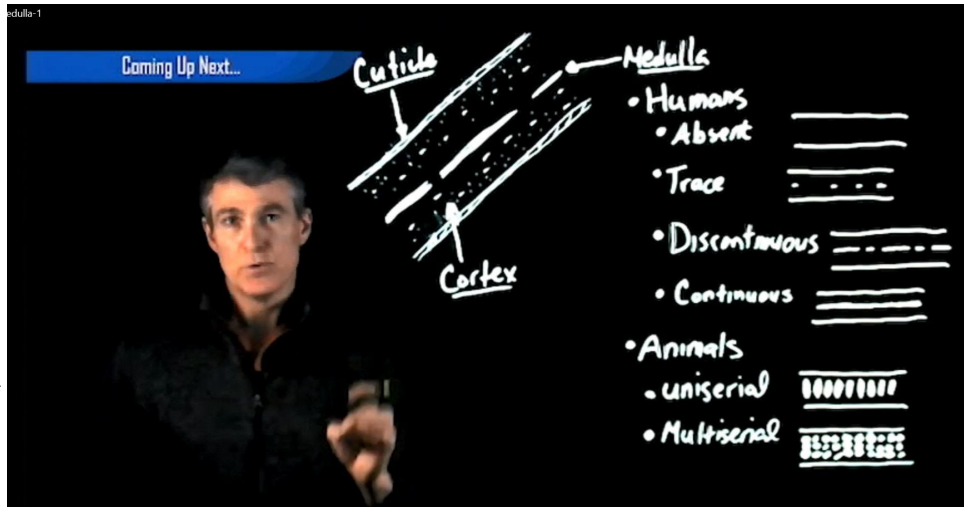 edulla-1
Coming Up Next...
Cuticle
Medulla
• Humans
• Absent
• Trace
• Discontinuous
• Continuous
Cortex
• Animals
• uniserial
• Multiserial